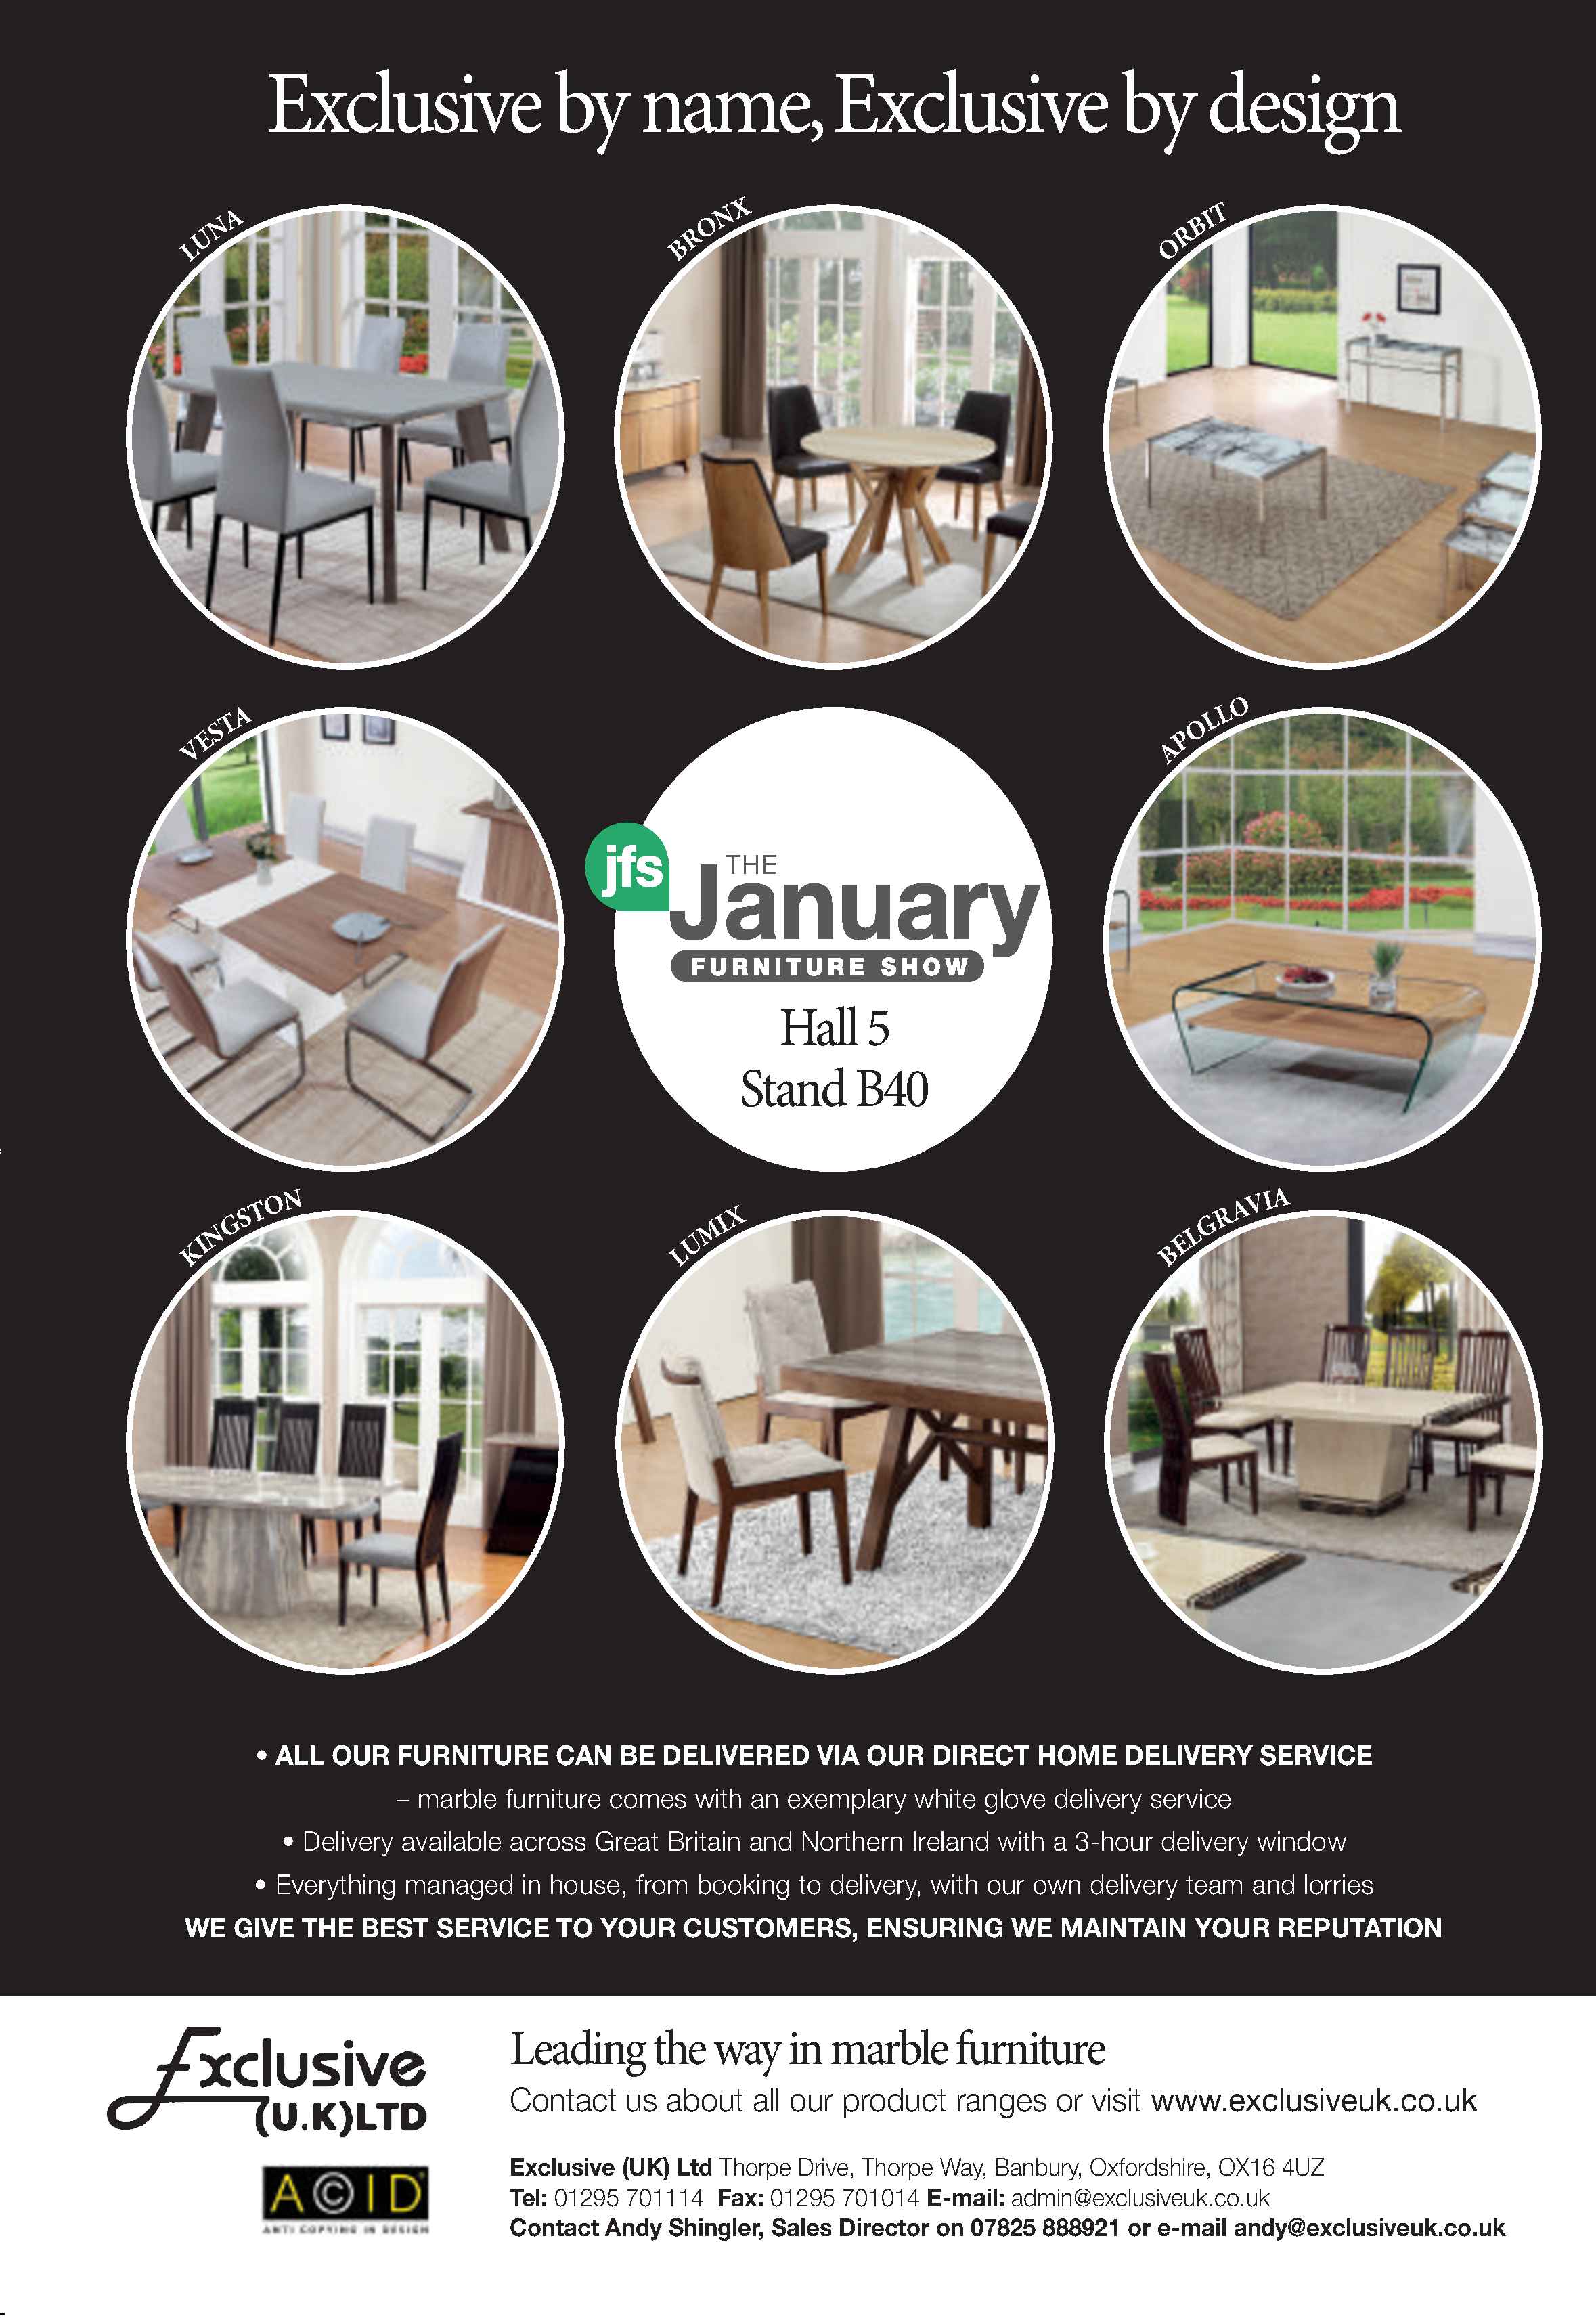 Exclusive by name, Exclusive by design
LUNA
BRONX
ORBIT
VESTA
jfs
THE
January
FURNITURE SHOW
Hall 5
Stand B40
APOLLO
KINGSTON
LUMIX
BELGRAVIA
• ALL OUR FURNITURE CAN BE DELIVERED VIA OUR DIRECT HOME DELIVERY SERVICE
– marble furniture comes with an exemplary white glove delivery service
• Delivery available across Great Britain and Northern Ireland with a 3-hour delivery window
• Everything managed in house, from booking to delivery, with our own delivery team and lorries
WE GIVE THE BEST SERVICE TO YOUR CUSTOMERS, ENSURING WE MAINTAIN YOUR REPUTATION
Exclusive
(U.K)LTD
A©ID®
ANTI COPYING IN DESIGN
Leading the way in marble furniture
Contact us about all our product ranges or visit www.exclusiveuk.co.uk
Exclusive (UK) Ltd Thorpe Drive, Thorpe Way, Banbury, Oxfordshire, OX16 4UZ
Tel: 01295 701114 Fax: 01295 701014 E-mail: admin@exclusiveuk.co.uk
Contact Andy Shingler, Sales Director on 07825 888921 or e-mail andy@exclusiveuk.co.uk